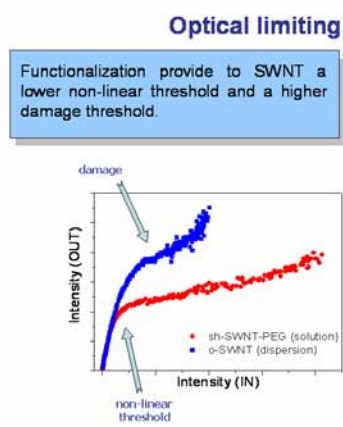 Optical limiting
Functionalization provide to SWNT a
lower non-linear threshold and a higher
damage threshold.
damage
Intensity (OUT)
sh-SWNT-PEG (solution)
o-SWNT (dispersion)
Intensity (IN)
non-linear
threshold